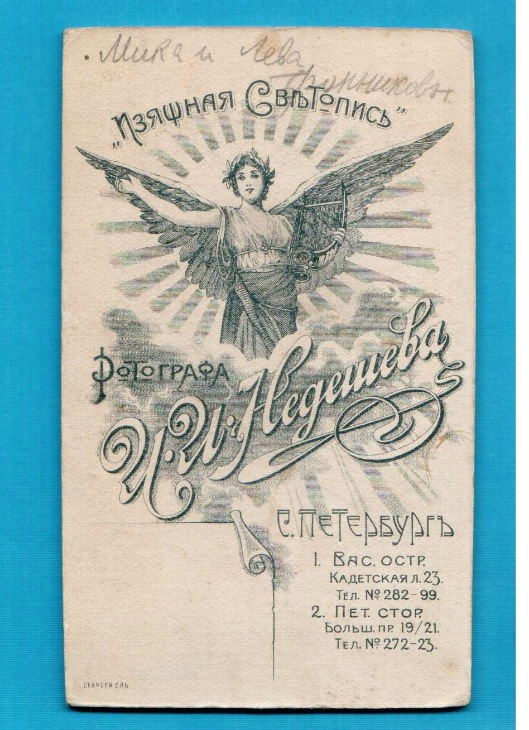 Мика и Лева
„Изящная Свѣтопись"
Фотографа
И. И. Недешева
С. Петербургъ
1. Вас. остр.
Кадетская л. 23.
Тел. № 282-99.
2. Пет. стор.
Больш. пр. 19/21.
Тел. № 272-23.